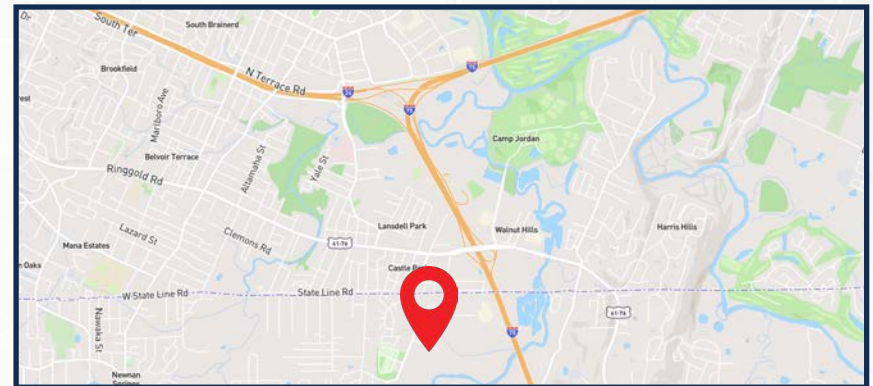 Dr
South Ter
South Brainerd
N Terrace Rd
24
75
75
Brookfield
Marlboro Ave
Camp Jordan
Belvoir Terrace
Altamaha St
Yale St
Ringgold Rd
Lansdell Park
Walnut Hills
Harris Hills
Lazard St
Clemons Rd
41-76
Mana Estates
n Oaks
Castle
W State Line Rd
State Line Rd
41-76
Nawaka St
75
Newnan
Springs